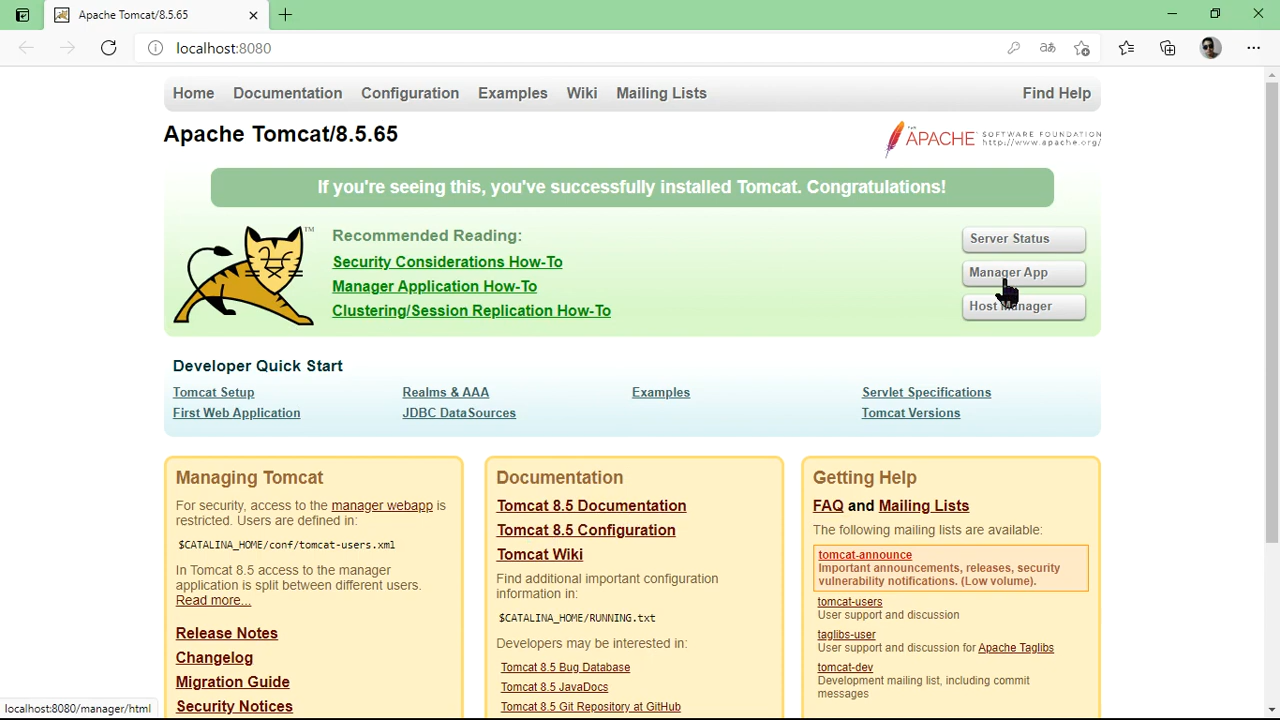 Apache Tomcat/8.5.65
localhost:8080
Home Documentation Configuration Examples Wiki Mailing Lists Find Help
Apache Tomcat/8.5.65
THE APACHE SOFTWARE FOUNDATION
http://www.apache.org/
If you're seeing this, you've successfully installed Tomcat. Congratulations!
TM
Recommended Reading:
Security Considerations How-To
Manager Application How-To
Clustering/Session Replication How-To
Server Status
Manager App
Host Manager
Developer Quick Start
Tomcat Setup
First Web Application
Realms & AAA
JDBC DataSources
Examples
Servlet Specifications
Tomcat Versions
Managing Tomcat
For security, access to the manager webapp is
restricted. Users are defined in:
$CATALINA_HOME/conf/tomcat-users.xml
In Tomcat 8.5 access to the manager
application is split between different users.
Read more...
Release Notes
Changelog
Migration Guide
Security Notices
Documentation
Tomcat 8.5 Documentation
Tomcat 8.5 Configuration
Tomcat Wiki
Find additional important configuration
information in:
$CATALINA_HOME/RUNNING.txt
Developers may be interested in:
Tomcat 8.5 Bug Database
Tomcat 8.5 JavaDocs
Tomcat 8.5 Git Repository at GitHub
Getting Help
FAQ and Mailing Lists
The following mailing lists are available:
tomcat-announce
Important announcements, releases, security
vulnerability notifications. (Low volume).
tomcat-users
User support and discussion
taglibs-user
User support and discussion for Apache Taglibs
tomcat-dev
Development mailing list, including commit
messages
localhost:8080/manager/html